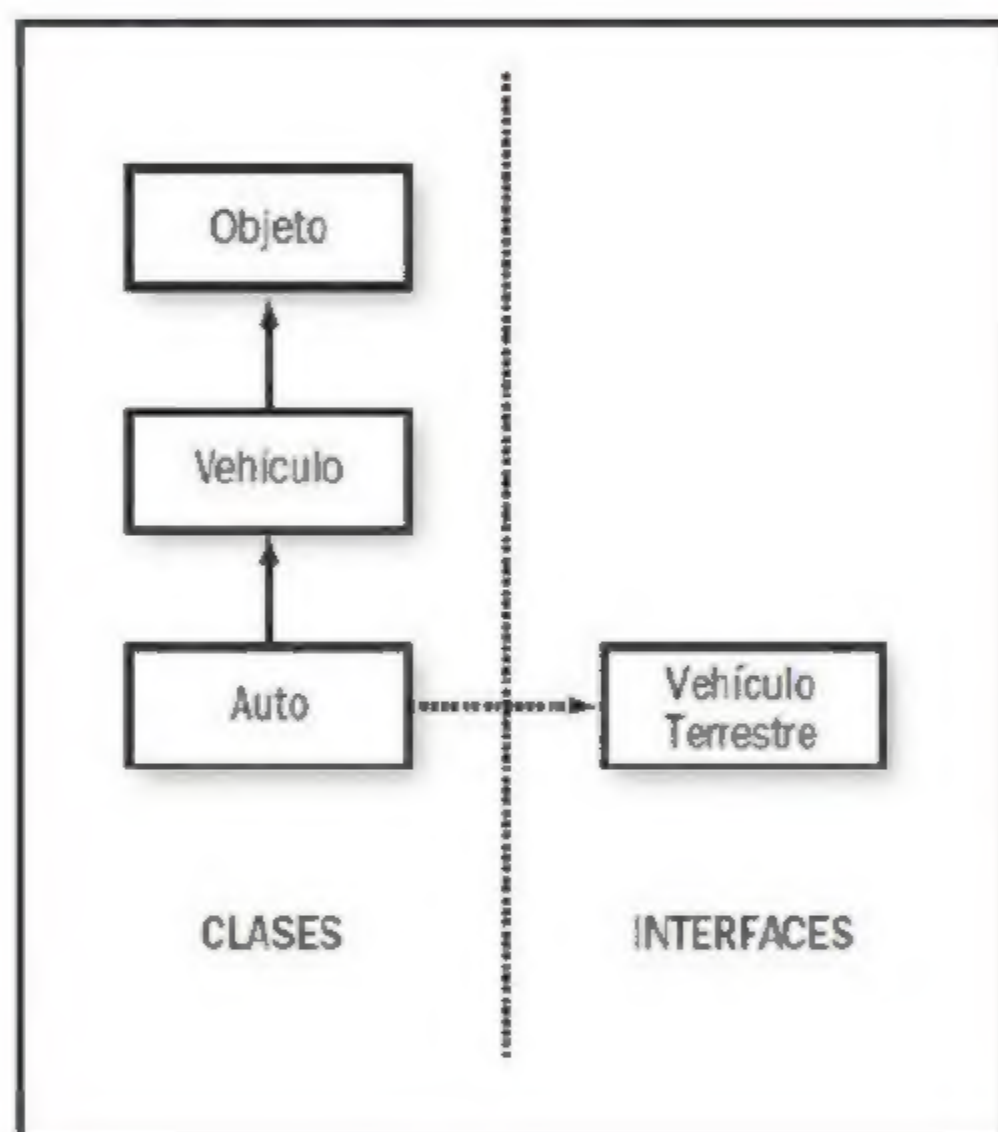 Objeto
Vehículo
Auto
Vehículo
Terrestre
CLASES
INTERFACES